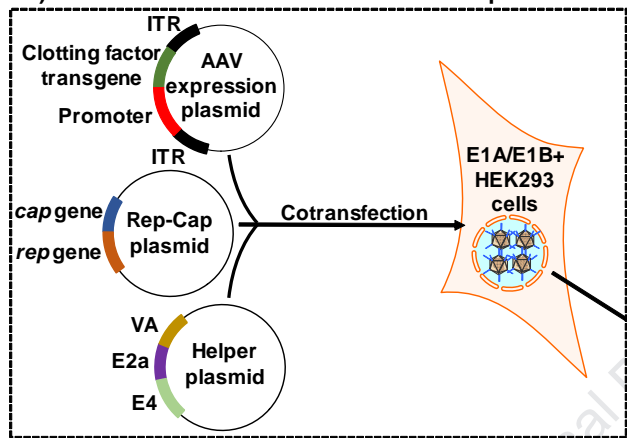 ITR
Clotting factor
transgene
Promoter
ITR
AAV
expression
plasmid
cap gene
rep gene
Rep-Cap
plasmid
VA
E2a
E4
Helper
plasmid
Cotransfection
E1A/E1B+
HEK293
cells